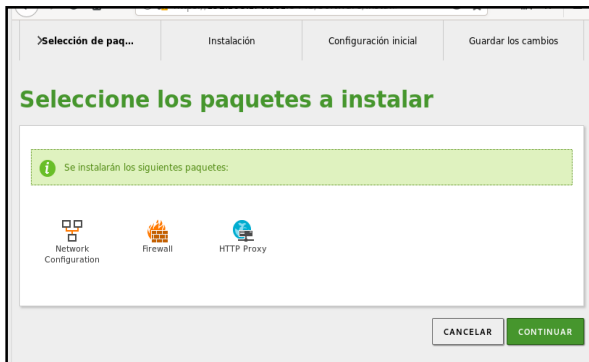 Selección de paq...
Instalación
Configuración inicial
Guardar los cambios
Seleccione los paquetes a instalar
Se instalarán los siguientes paquetes:
Network
Configuration
Firewall
HTTP Proxy
CANCELAR
CONTINUAR